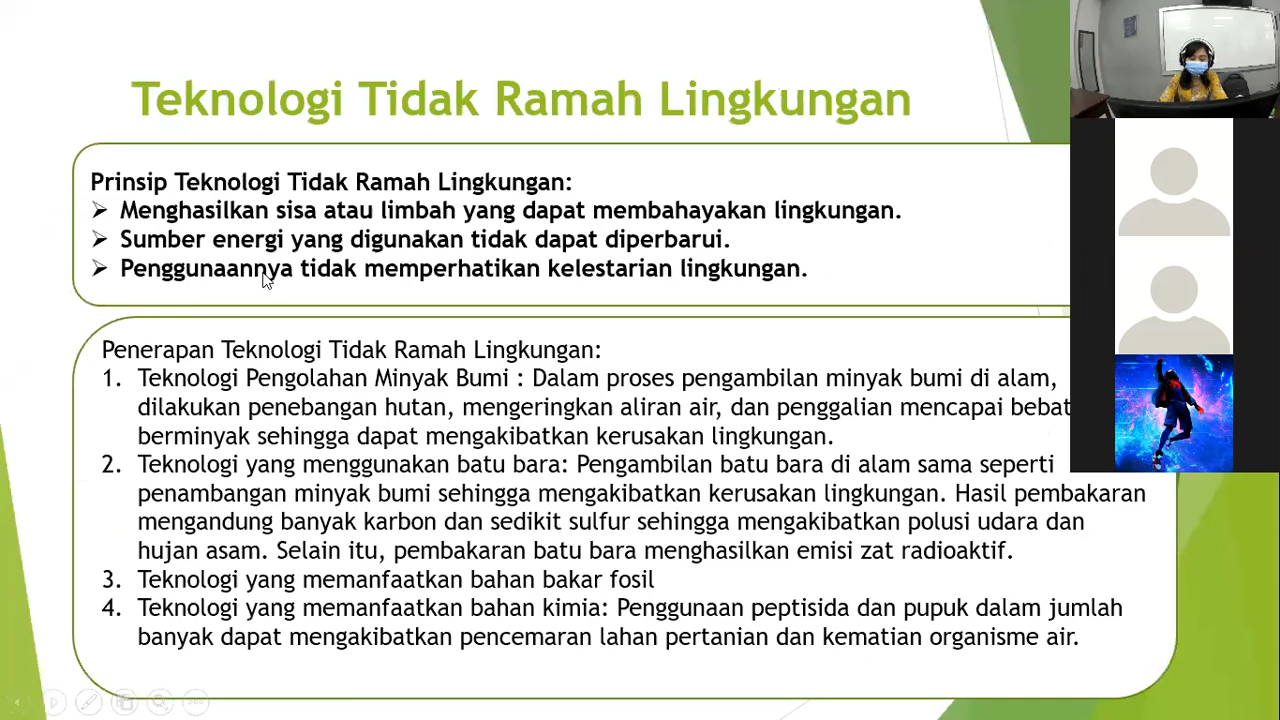 Teknologi Tidak Ramah Lingkungan
Prinsip Teknologi Tidak Ramah Lingkungan:
Menghasilkan sisa atau limbah yang dapat membahayakan lingkungan.
Sumber energi yang digunakan tidak dapat diperbarui.
Penggunaannya tidak memperhatikan kelestarian lingkungan.
Penerapan Teknologi Tidak Ramah Lingkungan:
1. Teknologi Pengolahan Minyak Bumi : Dalam proses pengambilan minyak bumi di alam,
dilakukan penebangan hutan, mengeringkan aliran air, dan penggalian mencapai
berminyak sehingga dapat mengakibatkan kerusakan lingkungan.
2. Teknologi yang menggunakan batu bara: Pengambilan batu bara di alam sama seperti
penambangan minyak bumi sehingga mengakibatkan kerusakan lingkungan. Hasil pembakaran
mengandung banyak karbon dan sedikit sulfur sehingga mengakibatkan polusi udara dan
hujan asam. Selain itu, pembakaran batu bara menghasilkan emisi zat radioaktif.
3. Teknologi yang memanfaatkan bahan bakar fosil
4. Teknologi yang memanfaatkan bahan kimia: Penggunaan peptisida dan pupuk dalam jumlah
banyak dapat mengakibatkan pencemaran lahan pertanian dan kematian organisme air.